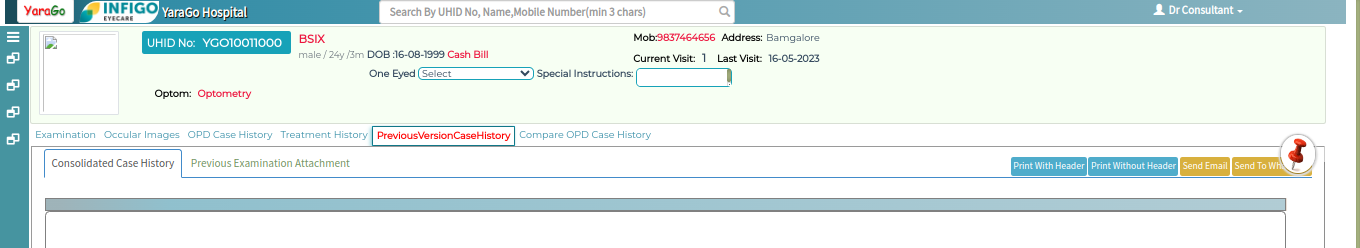 YaraGo INFIGO EYECARE YaraGo Hospital Search By UHID No, Name,Mobile Number(min 3 chars) Dr Consultant
UHID No: YGO10011000 BSIX Mob:9837464656 Address: Bamgalore
male / 24y /3m DOB :16-08-1999 Cash Bill Current Visit: 1 Last Visit: 16-05-2023
One Eyed Select Special Instructions:
Optom: Optometry
Examination Occular Images OPD Case History Treatment History PreviousVersionCaseHistory Compare OPD Case History
Consolidated Case History Previous Examination Attachment Print With Header Print Without Header Send Email Send To